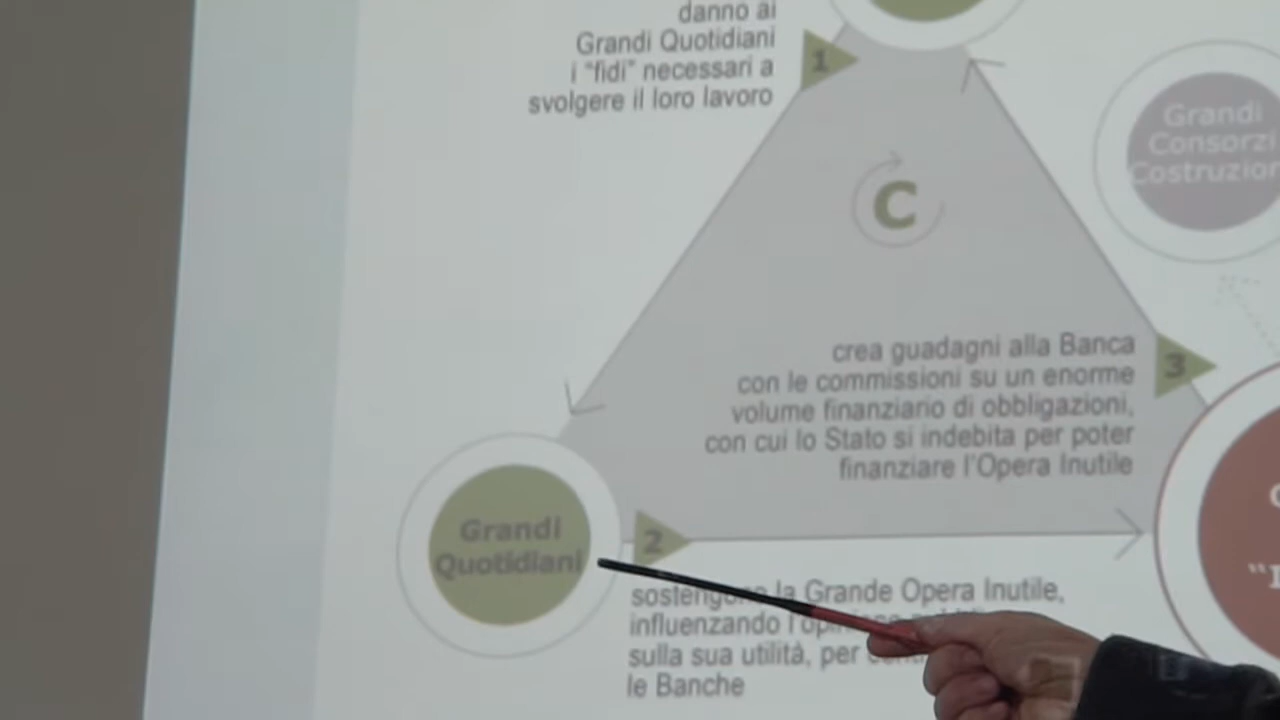 danno ai
Grandi Quotidiani
i "fidi" necessari a
svolgere il loro lavoro
1
C
Grandi
Consorzi
Costruzion
crea guadagni alla Banca
con le commissioni su un enorme
volume finanziario di obbligazioni,
con cui lo Stato si indebita per poter
finanziare l'Opera Inutile
3
Grandi
Quotidiani
2
sostengono la Grande Opera Inutile,
influenzando l'opinione
sulla sua utilità, per
le Banche